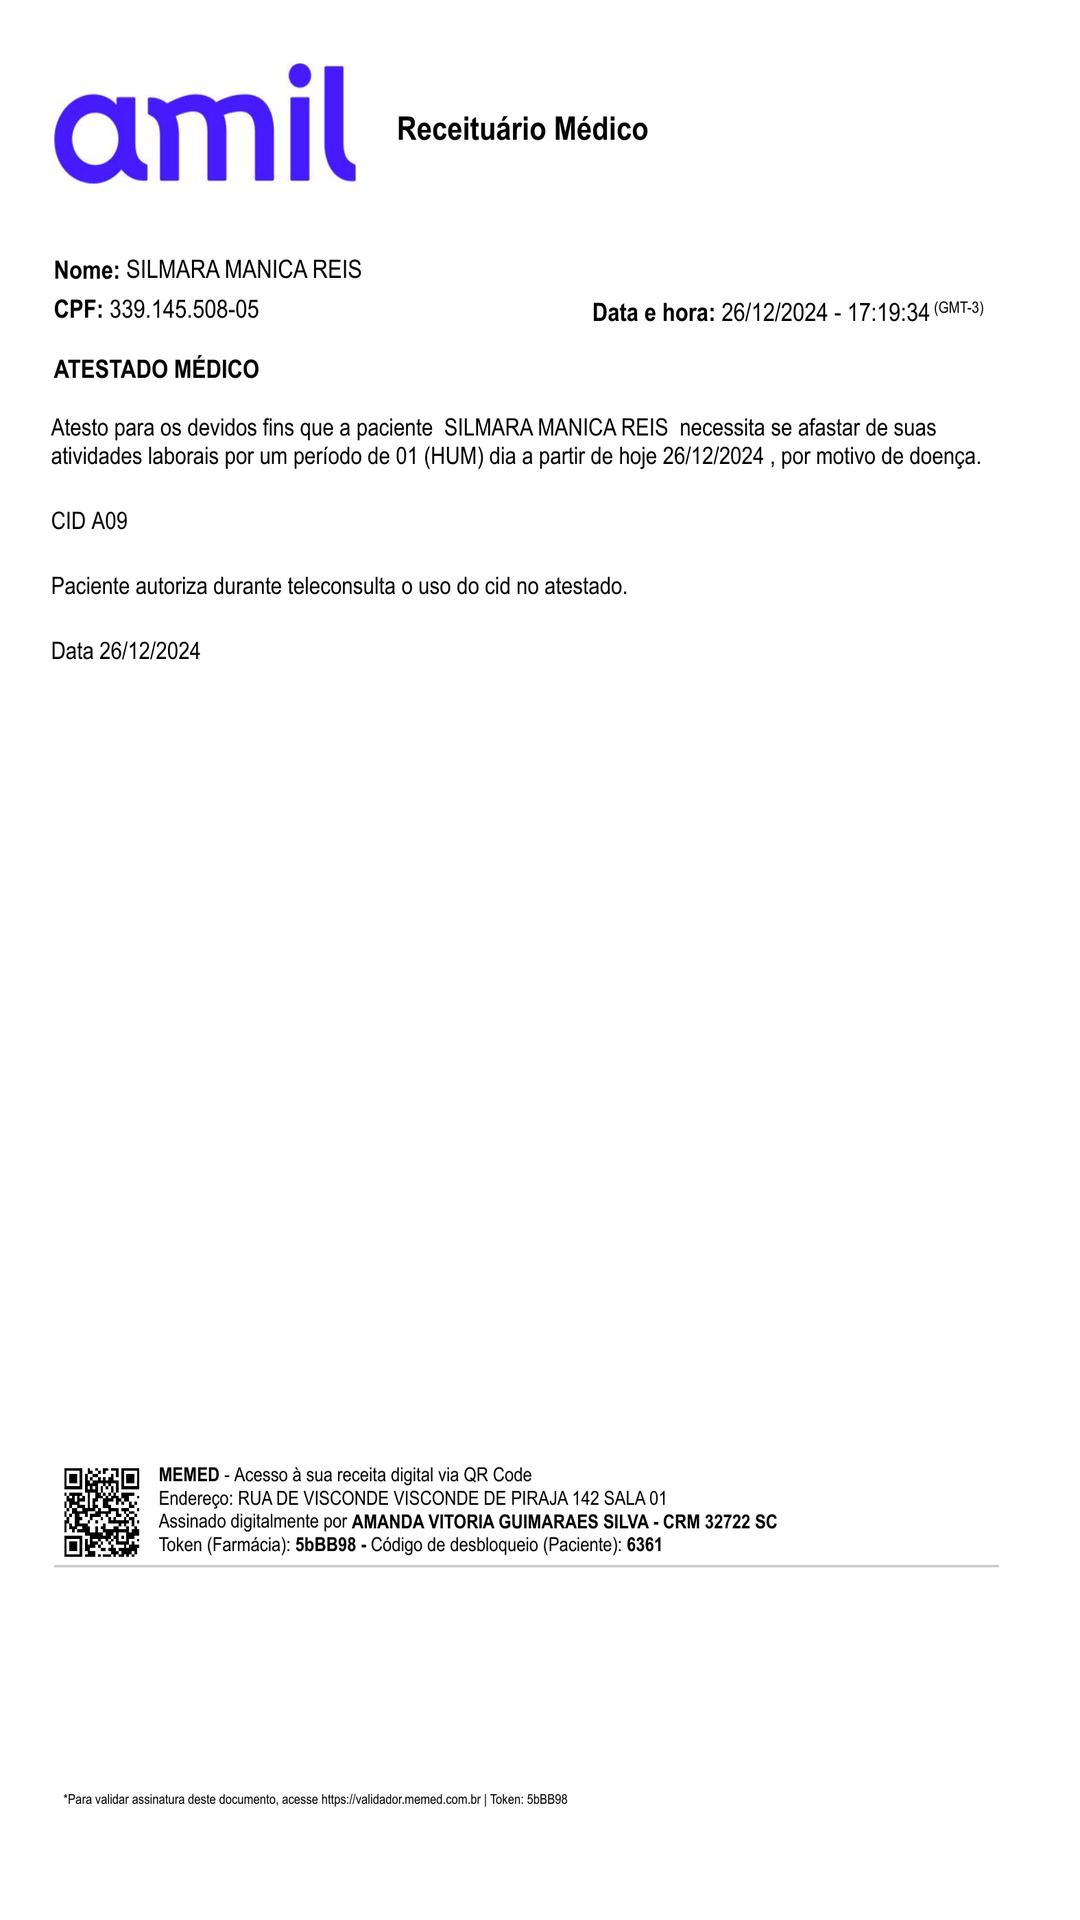 amil
Receituário Médico
Nome: SILMARA MANICA REIS
CPF: 339.145.508-05
Data e hora: 26/12/2024 - 17:19:34 (GMT-3)
ATESTADO MÉDICO
Atesto para os devidos fins que a paciente  SILMARA MANICA REIS  necessita se afastar de suas
atividades laborais por um período de 01 (HUM) dia a partir de hoje 26/12/2024 , por motivo de doença.
CID A09
Paciente autoriza durante teleconsulta o uso do cid no atestado.
Data 26/12/2024
MEMED - Acesso à sua receita digital via QR Code
Endereço: RUA DE VISCONDE VISCONDE DE PIRAJA 142 SALA 01
Assinado digitalmente por AMANDA VITORIA GUIMARAES SILVA - CRM 32722 SC
Token (Farmácia): 5bBB98 - Código de desbloqueio (Paciente): 6361
*Para validar assinatura deste documento, acesse https://validador.memed.com.br | Token: 5bBB98